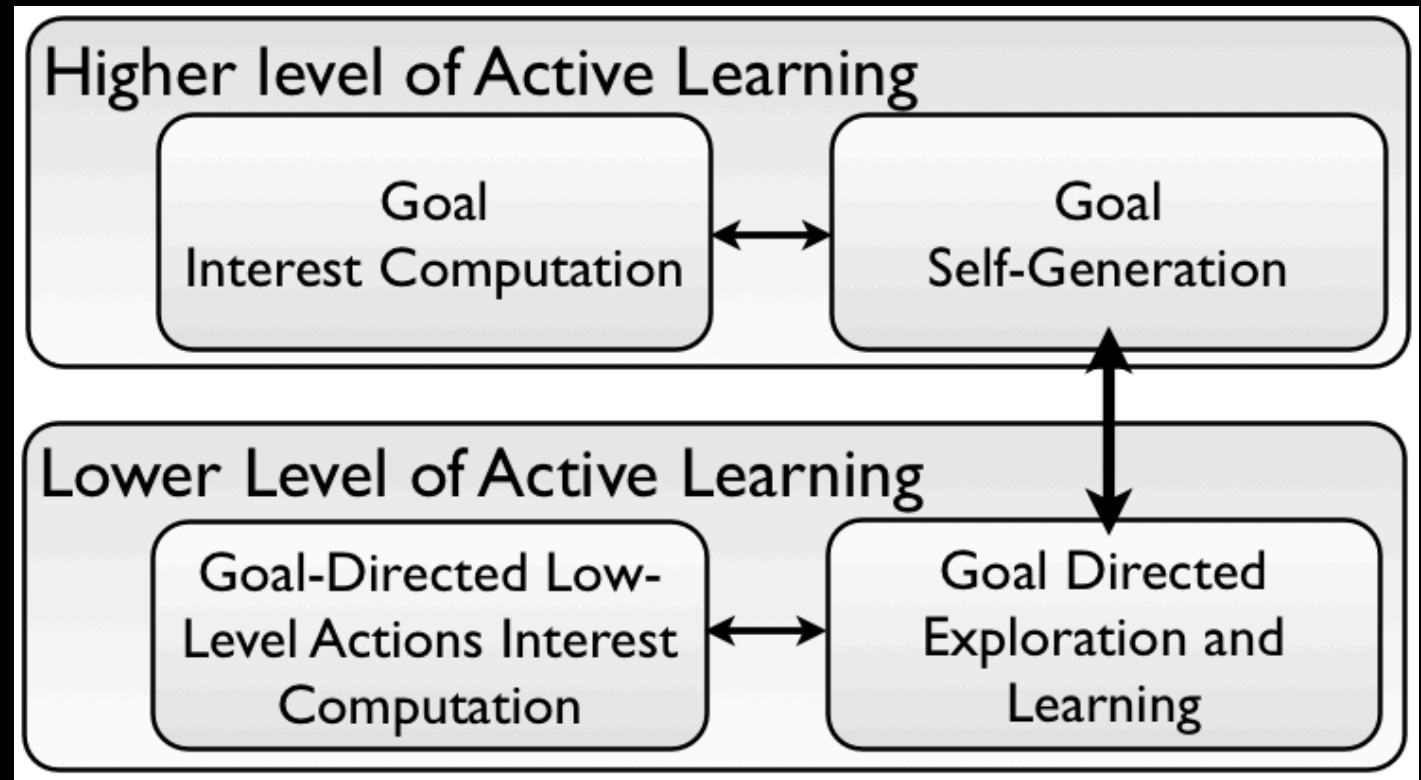 Higher level of Active Learning
Goal
Interest Computation
Goal
Self-Generation
Lower Level of Active Learning
Goal-Directed Low-
Level Actions Interest
Computation
Goal Directed
Exploration and
Learning